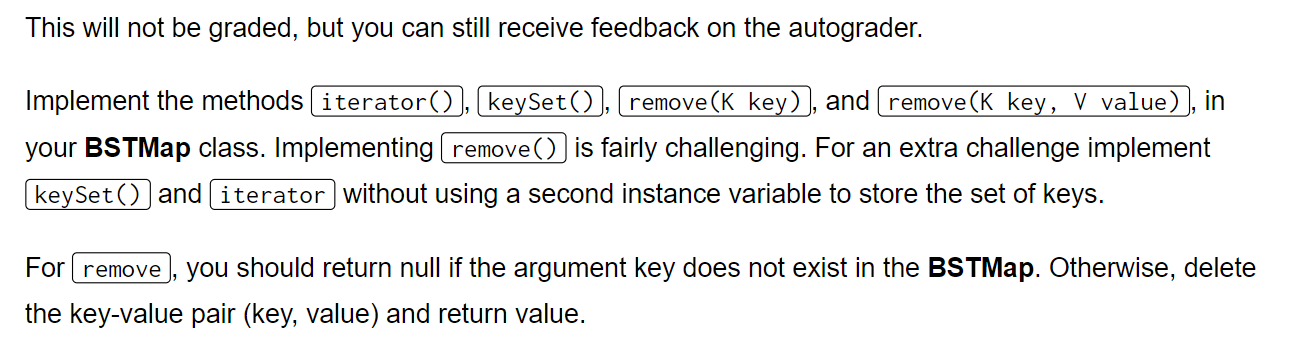 This will not be graded, but you can still receive feedback on the autograder.
Implement the methods iterator(), keySet(), remove(K key), and remove(K key, V value), in
your BSTMap class. Implementing remove() is fairly challenging. For an extra challenge implement
keySet() and iterator without using a second instance variable to store the set of keys.
For remove, you should return null if the argument key does not exist in the BSTMap. Otherwise, delete
the key-value pair (key, value) and return value.